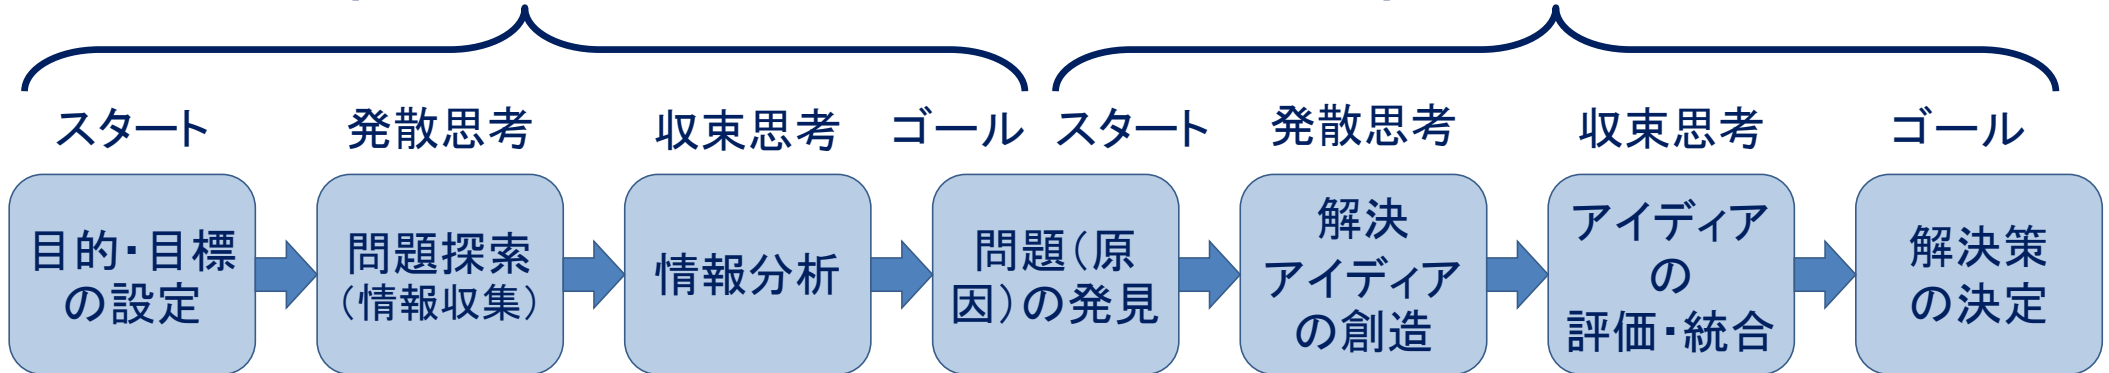 スタート 発散思考 収束思考 ゴール スタート 発散思考 収束思考 ゴール
目的・目標
の設定
問題探索
(情報収集)
情報分析
問題(原
因)の発見
解決
アイディア
の創造
アイディア
の
評価・統合
解決策
の決定